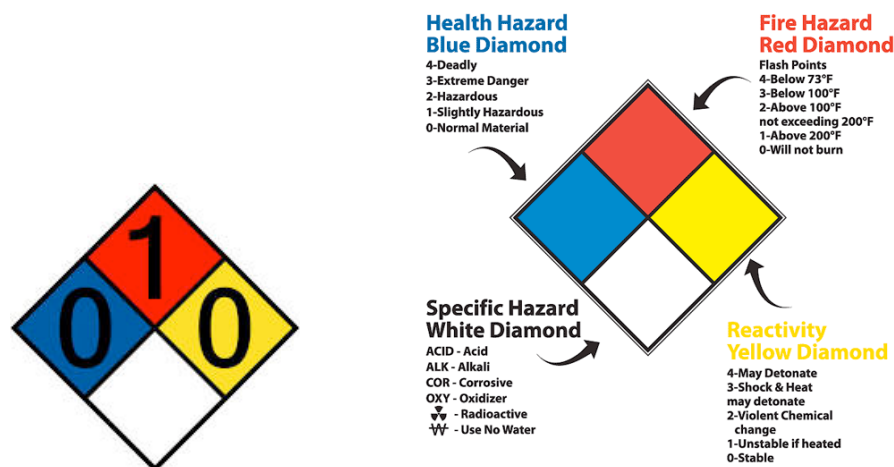 Health Hazard
Blue Diamond
4-Deadly
3-Extreme Danger
2-Hazardous
1-Slightly Hazardous
0-Normal Material
Fire Hazard
Red Diamond
Flash Points
4-Below 73°F
3-Below 100°F
2-Above 100°F
not exceeding 200°F
1-Above 200°F
0-Will not burn
1
0 0
Specific Hazard
White Diamond
ACID - Acid
ALK - Alkali
COR - Corrosive
OXY - Oxidizer
- Radioactive
W - Use No Water
Reactivity
Yellow Diamond
4-May Detonate
3-Shock & Heat
may detonate
2-Violent Chemical
change
1-Unstable if heated
0-Stable